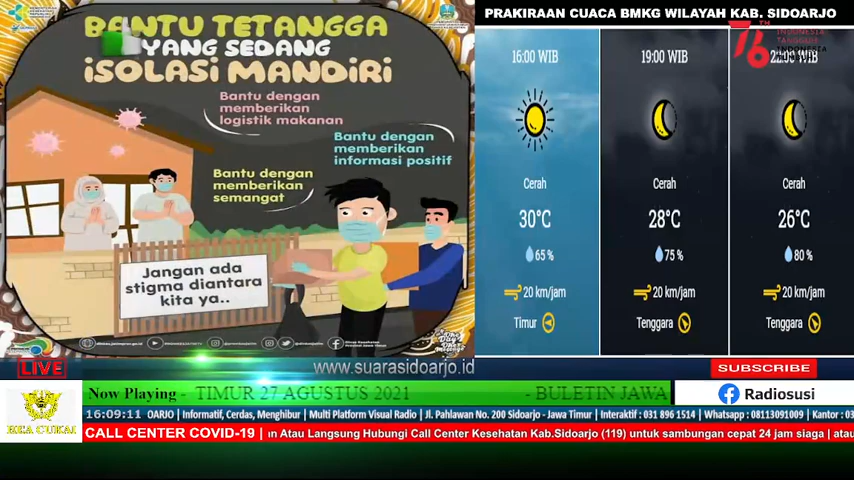 BANTU TETANGGA
YANG SEDANG
ISOLASI MANDIRI
Bantu dengan
memberikan
logistik makanan
Bantu dengan
memberikan
informasi positif
Bantu dengan
memberikan
semangat
Jangan ada
stigma diantara
kita ya..
PRAKIRAAN CUACA BMKG WILAYAH KAB. SIDOARJO
16:00 WIB
Cerah
30°C
65 %
20 km/jam
Timur
19:00 WIB
Cerah
28°C
75 %
20 km/jam
Tenggara
WIB
Cerah
26°C
80 %
20 km/jam
Tenggara
LIVE
www.suarasidoarjo.id
SUBSCRIBE
BEA CUKAI
Now Playing - TIMUR 27 AGUSTUS 2021 - BULETIN JAWA
Radiosusi
16:09:11 OARJO | Informatif, Cerdas, Menghibur | Multi Platform Visual Radio | Jl. Pahlawan No. 200 Sidoarjo - Jawa Timur | Interaktif : 031 896 1514 | Whatsapp : 08113091009 | Kantor : 03
CALL CENTER COVID-19 | n Atau Langsung Hubungi Call Center Kesehatan Kab.Sidoarjo (119) untuk sambungan cepat 24 jam siaga | atau